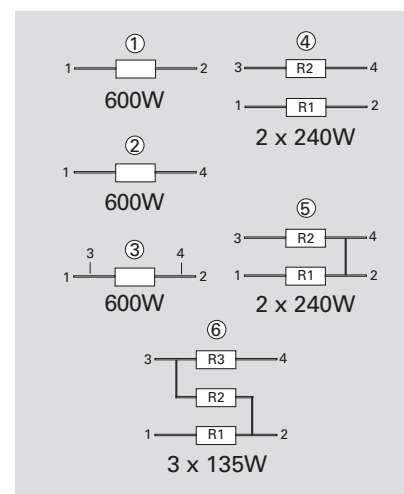 ①
1 2
600W
②
1 4
600W
③
3 4
1 2
600W
④
3 R2 4
1 R1 2
2 x 240W
⑤
3 R2 4
1 R1 2
2 x 240W
⑥
3 R3 4
R2
1 R1 2
3 x 135W